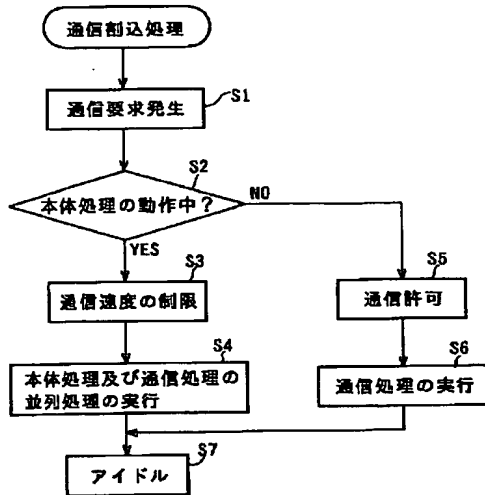 通信割込処理
通信要求発生
S1
本体処理の動作中？
S2
NO
YES
通信速度の制限
S3
通信許可
S5
本体処理及び通信処理の
並列処理の実行
S4
通信処理の実行
S6
アイドル
S7